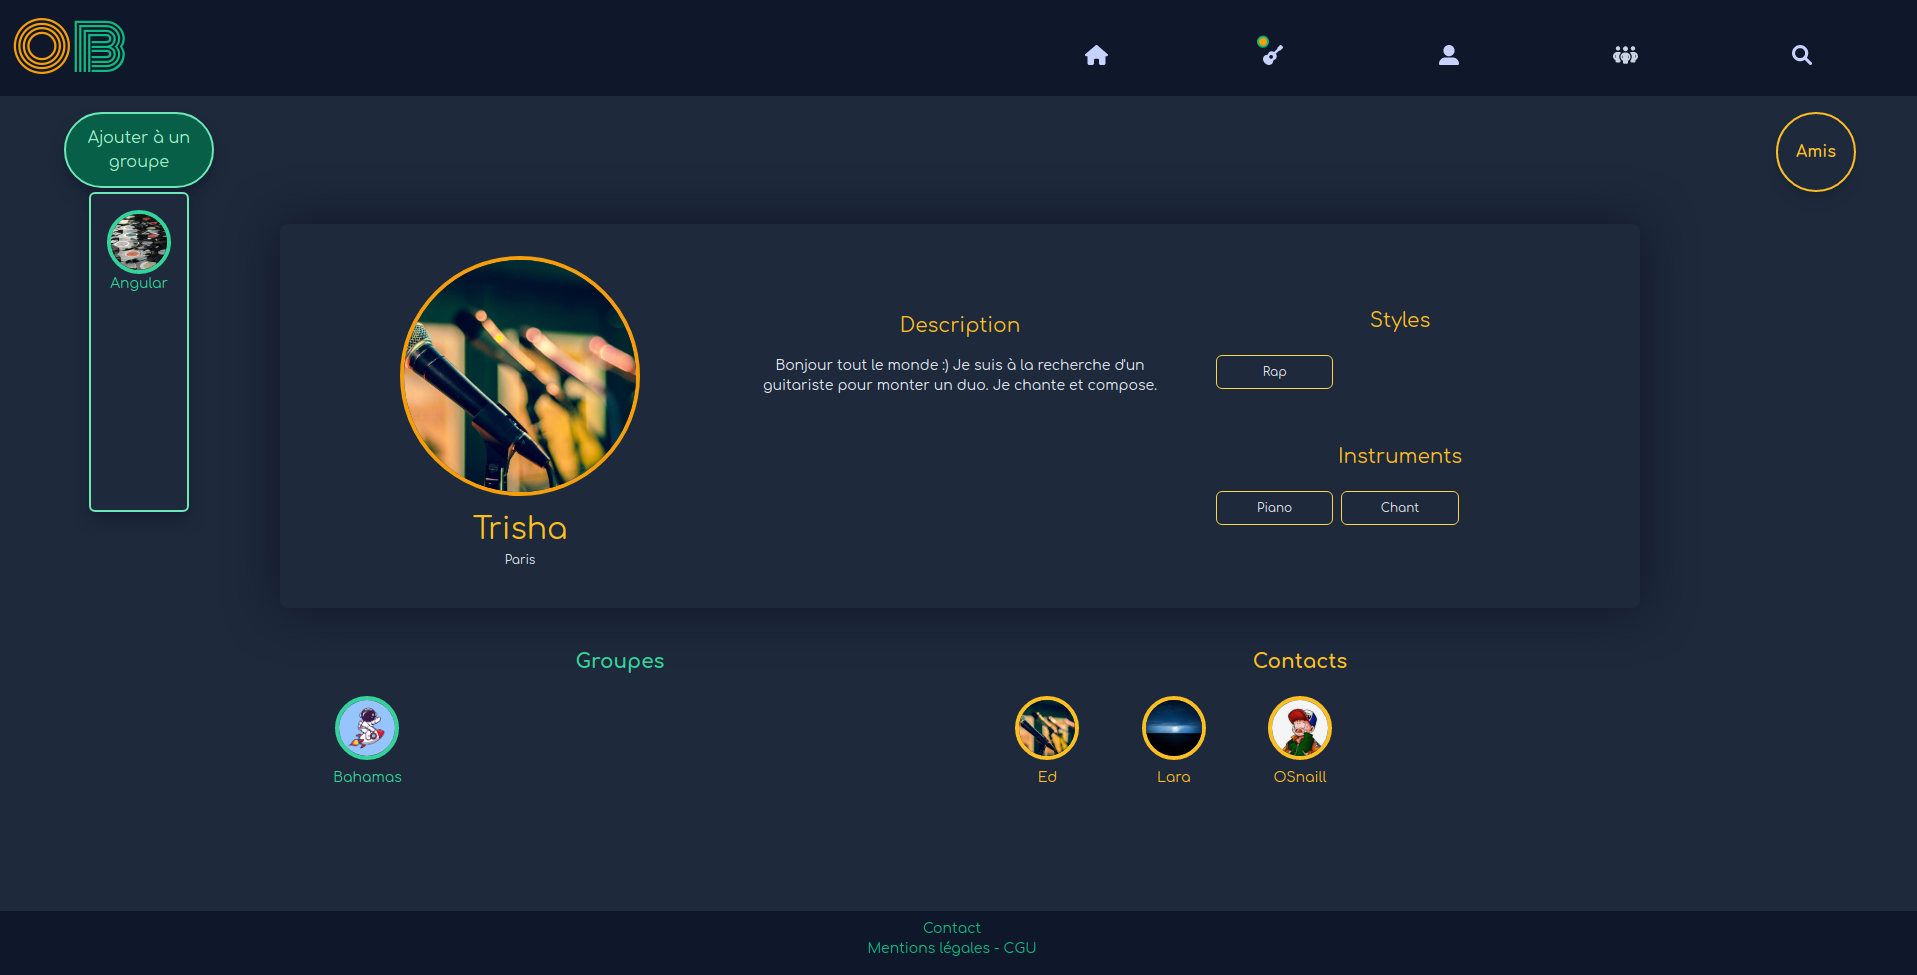 OB
Ajouter à un
groupe
Amis
Angular
Trisha
Paris
Description
Bonjour tout le monde :) Je suis à la recherche d'un
guitariste pour monter un duo. Je chante et compose.
Styles
Rap
Instruments
Piano
Chant
Groupes
Bahamas
Contacts
Ed
Lara
OSnaill
Contact
Mentions légales - CGU